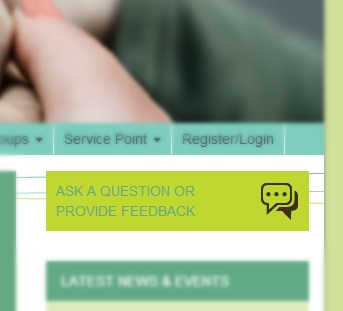 oups Service Point Register/Login
ASK A QUESTION OR
PROVIDE FEEDBACK
LATEST NEWS & EVENTS